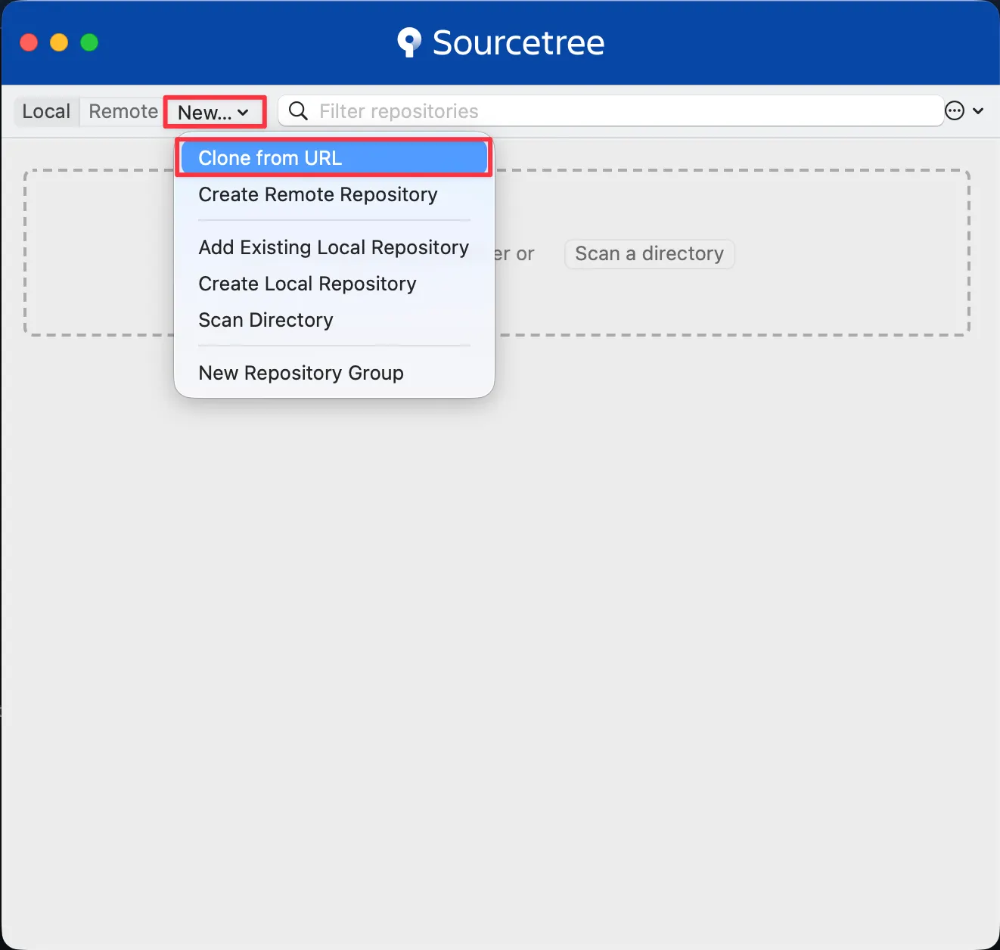 Sourcetree
Local Remote New... Filter repositories
Clone from URL
Create Remote Repository
Add Existing Local Repository
or Scan a directory
Create Local Repository
Scan Directory
New Repository Group